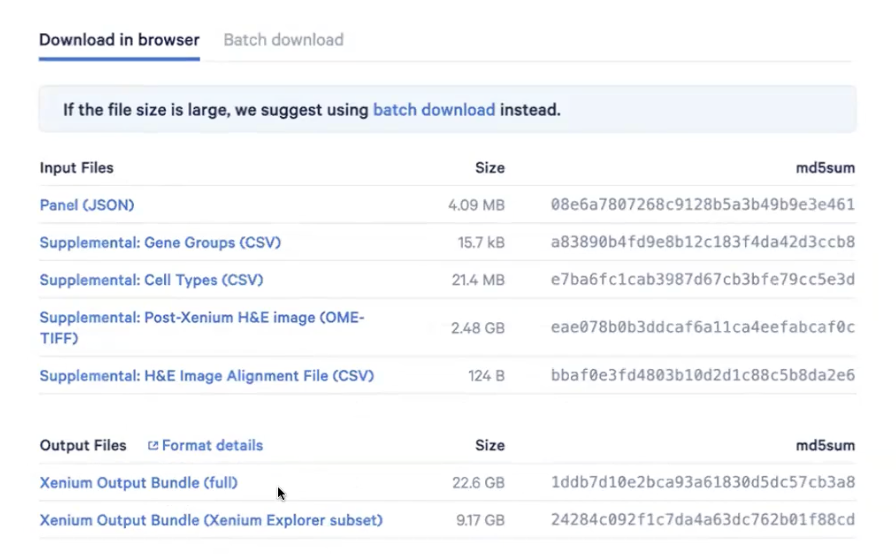 Download in browser Batch download
If the file size is large, we suggest using batch download instead.
Input Files Size md5sum
Panel (JSON) 4.09 MB 08e6a7807268c9128b5a3b49b9e3e461
Supplemental: Gene Groups (CSV) 15.7 kB a83890b4fd9e8b12c183f4da42d3ccb8
Supplemental: Cell Types (CSV) 21.4 MB e7ba6fc1cab3987d67cb3bfe79cc5e3d
Supplemental: Post-Xenium H&E image (OME-
TIFF) 2.48 GB eae078b0b3ddcaf6a11ca4eefabcaf0c
Supplemental: H&E Image Alignment File (CSV) 124 B bbaf0e3fd4803b10d2d1c88c5b8da2e6
Output Files Format details Size md5sum
Xenium Output Bundle (full) 22.6 GB 1ddb7d10e2bca93a61830d5dc57cb3a8
Xenium Output Bundle (Xenium Explorer subset) 9.17 GB 24284c092f1c7da4a63dc762b01f88cd